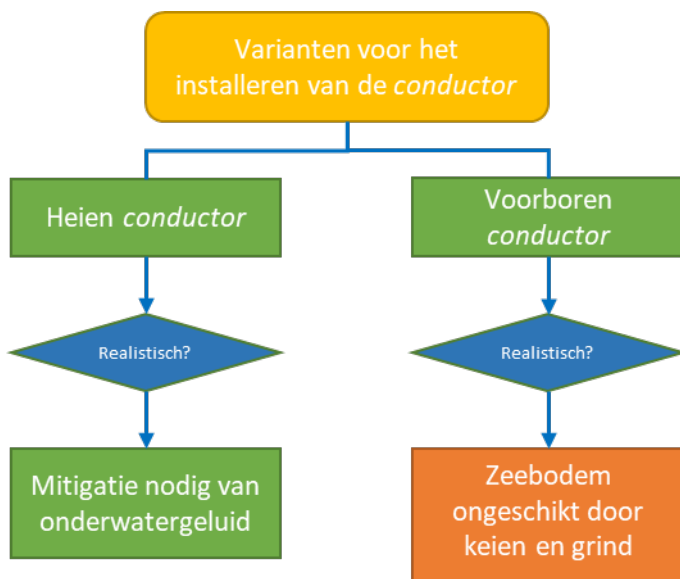 Varianten voor het
installeren van de conductor
Heien conductor
Voorboren
conductor
Realistisch?
Realistisch?
Mitigatie nodig van
onderwatergeluid
Zeebodem
ongeschikt door
keien en grind